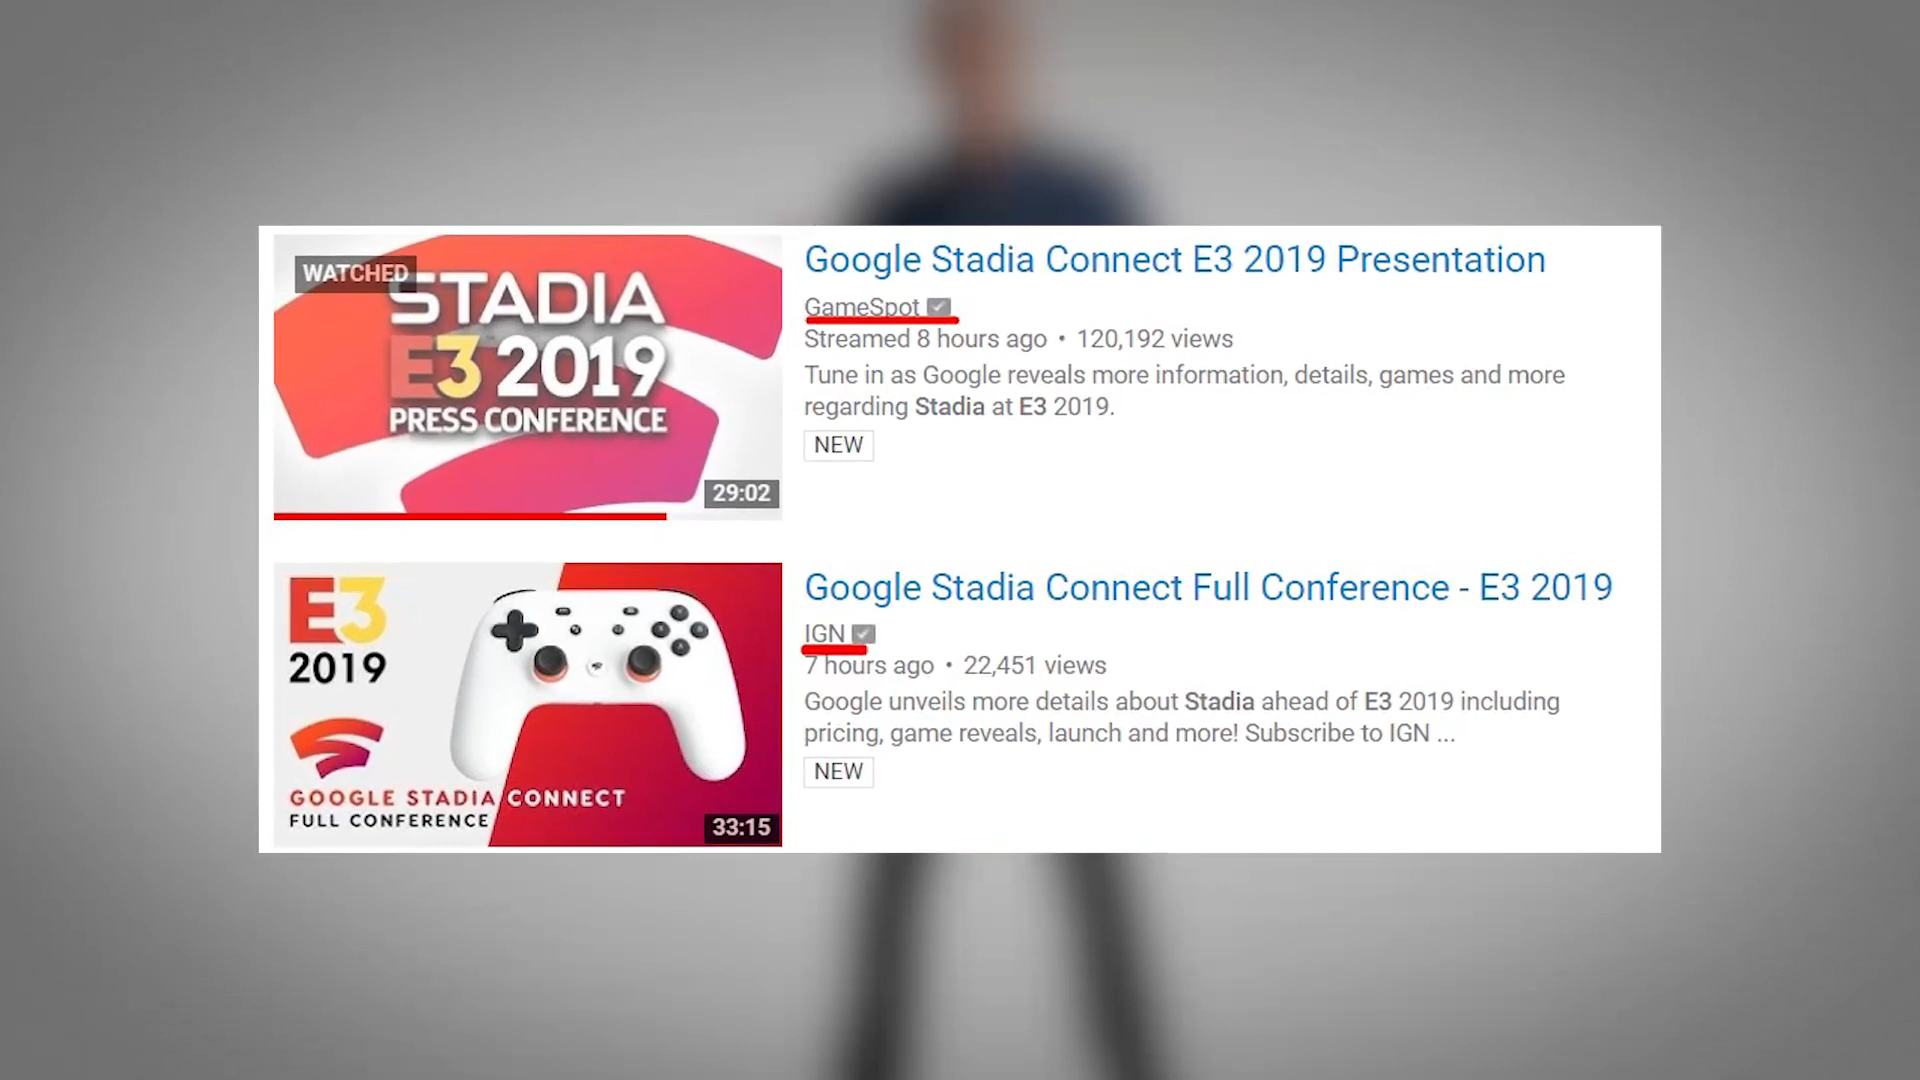 WATCHED
STADIA
E3 2019
PRESS CONFERENCE
29:02
Google Stadia Connect E3 2019 Presentation
GameSpot
Streamed 8 hours ago • 120,192 views
Tune in as Google reveals more information, details, games and more
regarding Stadia at E3 2019.
NEW
E3
2019
GOOGLE STADIA CONNECT
FULL CONFERENCE
33:15
Google Stadia Connect Full Conference - E3 2019
IGN
7 hours ago • 22,451 views
Google unveils more details about Stadia ahead of E3 2019 including
pricing, game reveals, launch and more! Subscribe to IGN ...
NEW